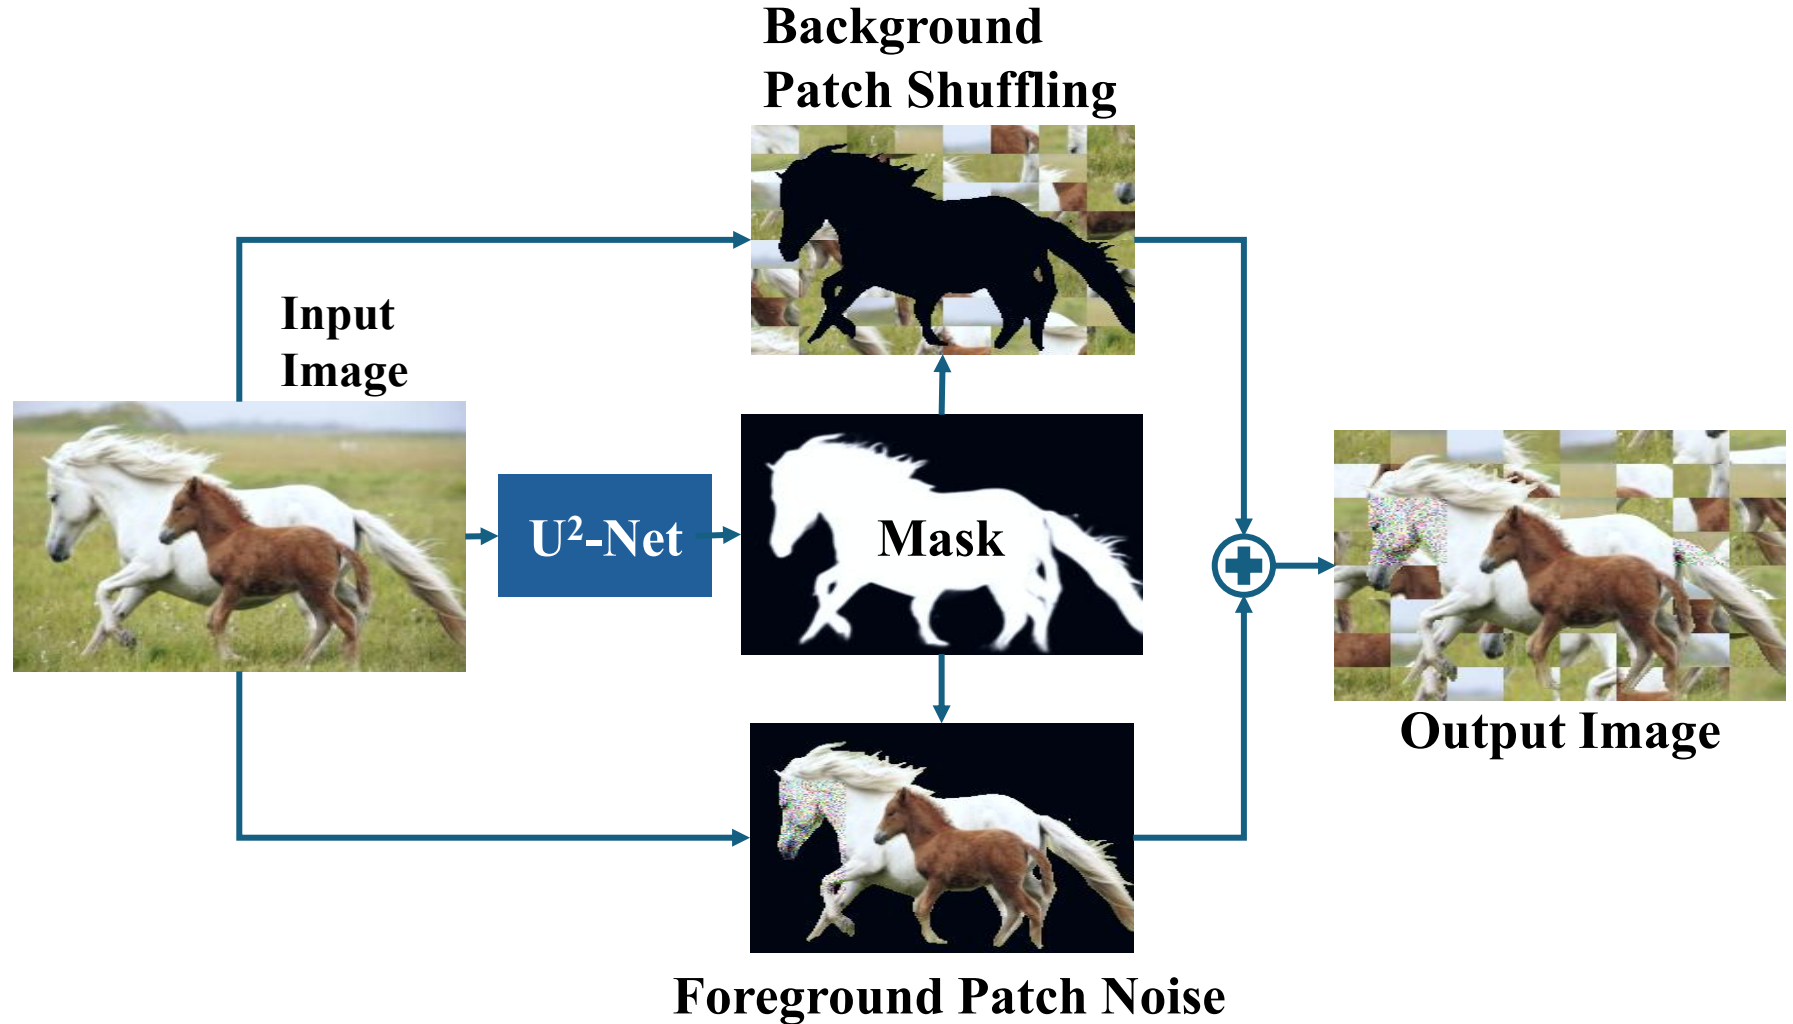 Background
Patch Shuffling
Input
Image
U²-Net
Mask
Output Image
Foreground Patch Noise